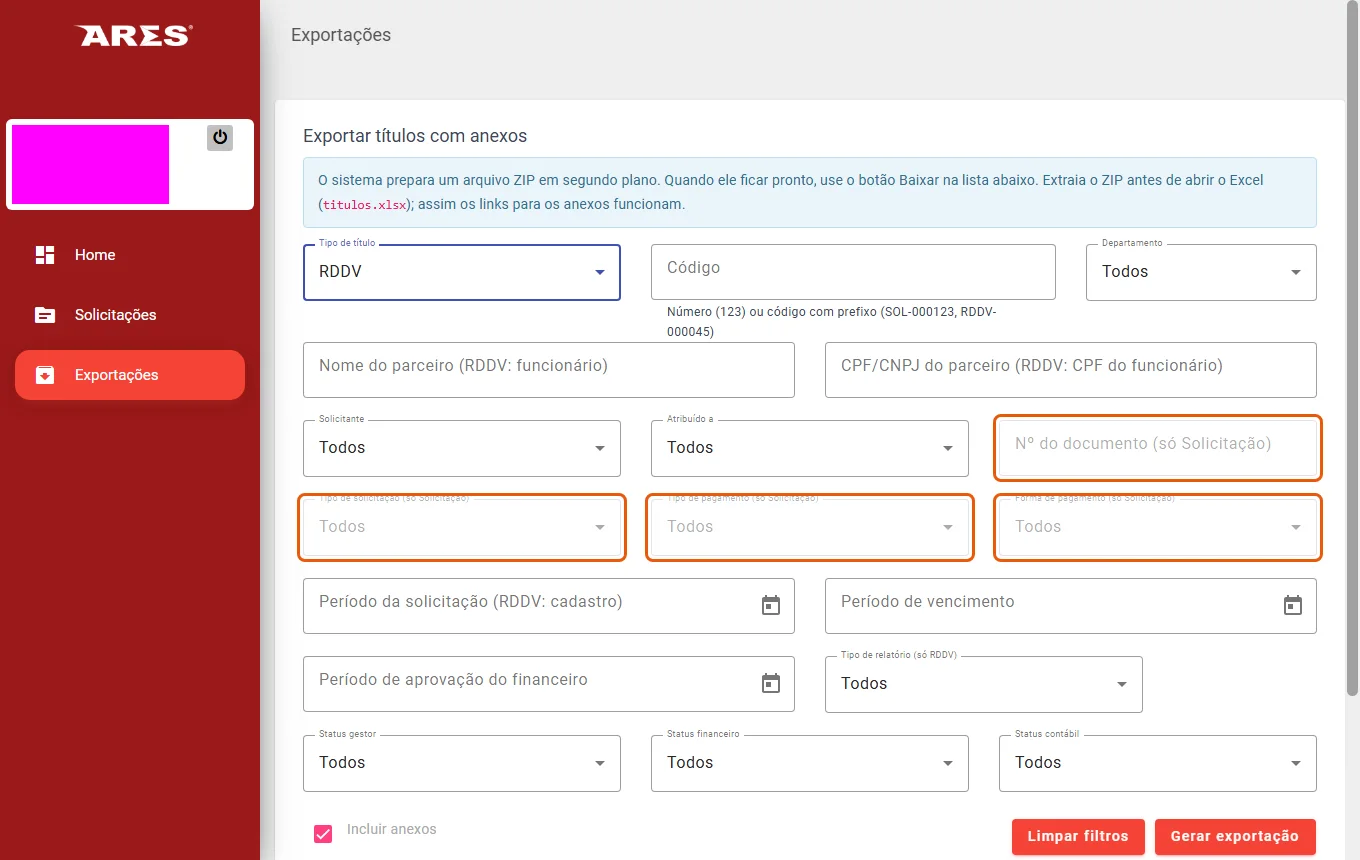 ARES
Exportações
Exportar títulos com anexos
O sistema prepara um arquivo ZIP em segundo plano. Quando ele ficar pronto, use o botão Baixar na lista abaixo. Extraia o ZIP antes de abrir o Excel
(titulos.xlsx); assim os links para os anexos funcionam.
Home
Solicitações
Exportações
Tipo de título
RDDV
Código
Número (123) ou código com prefixo (SOL-000123, RDDV-
000045)
Departamento
Todos
Nome do parceiro (RDDV: funcionário)
CPF/CNPJ do parceiro (RDDV: CPF do funcionário)
Solicitante
Todos
Atribuído a
Todos
Nº do documento (só Solicitação)
Tipo de solicitação (só Solicitação)
Todos
Tipo de pagamento (só Solicitação)
Todos
Forma de pagamento (só Solicitação)
Todos
Período da solicitação (RDDV: cadastro)
Período de vencimento
Período de aprovação do financeiro
Tipo de relatório (só RDDV)
Todos
Status gestor
Todos
Status financeiro
Todos
Status contábil
Todos
Incluir anexos
Limpar filtros
Gerar exportação